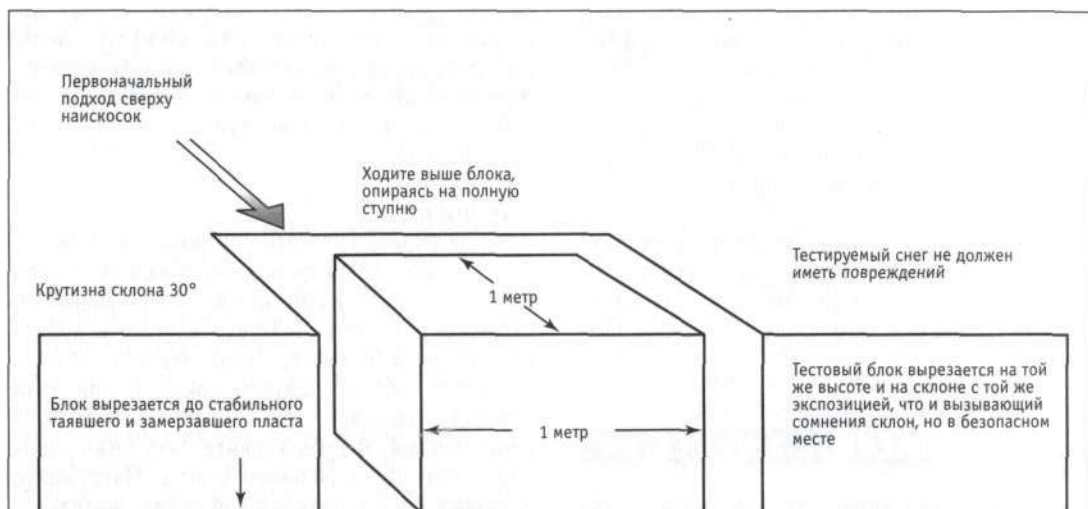 Первоначальный
подход сверху
наискосок
Ходите выше блока,
опираясь на полную
ступню
Тестируемый снег не должен
иметь повреждений
Крутизна склона 30°
1 метр
Блок вырезается до стабильного
таявшего и замерзавшего пласта
1 метр
Тестовый блок вырезается на той
же высоте и на склоне с той же
экспозицией, что и вызывающий
сомнения склон, но в безопасном
месте